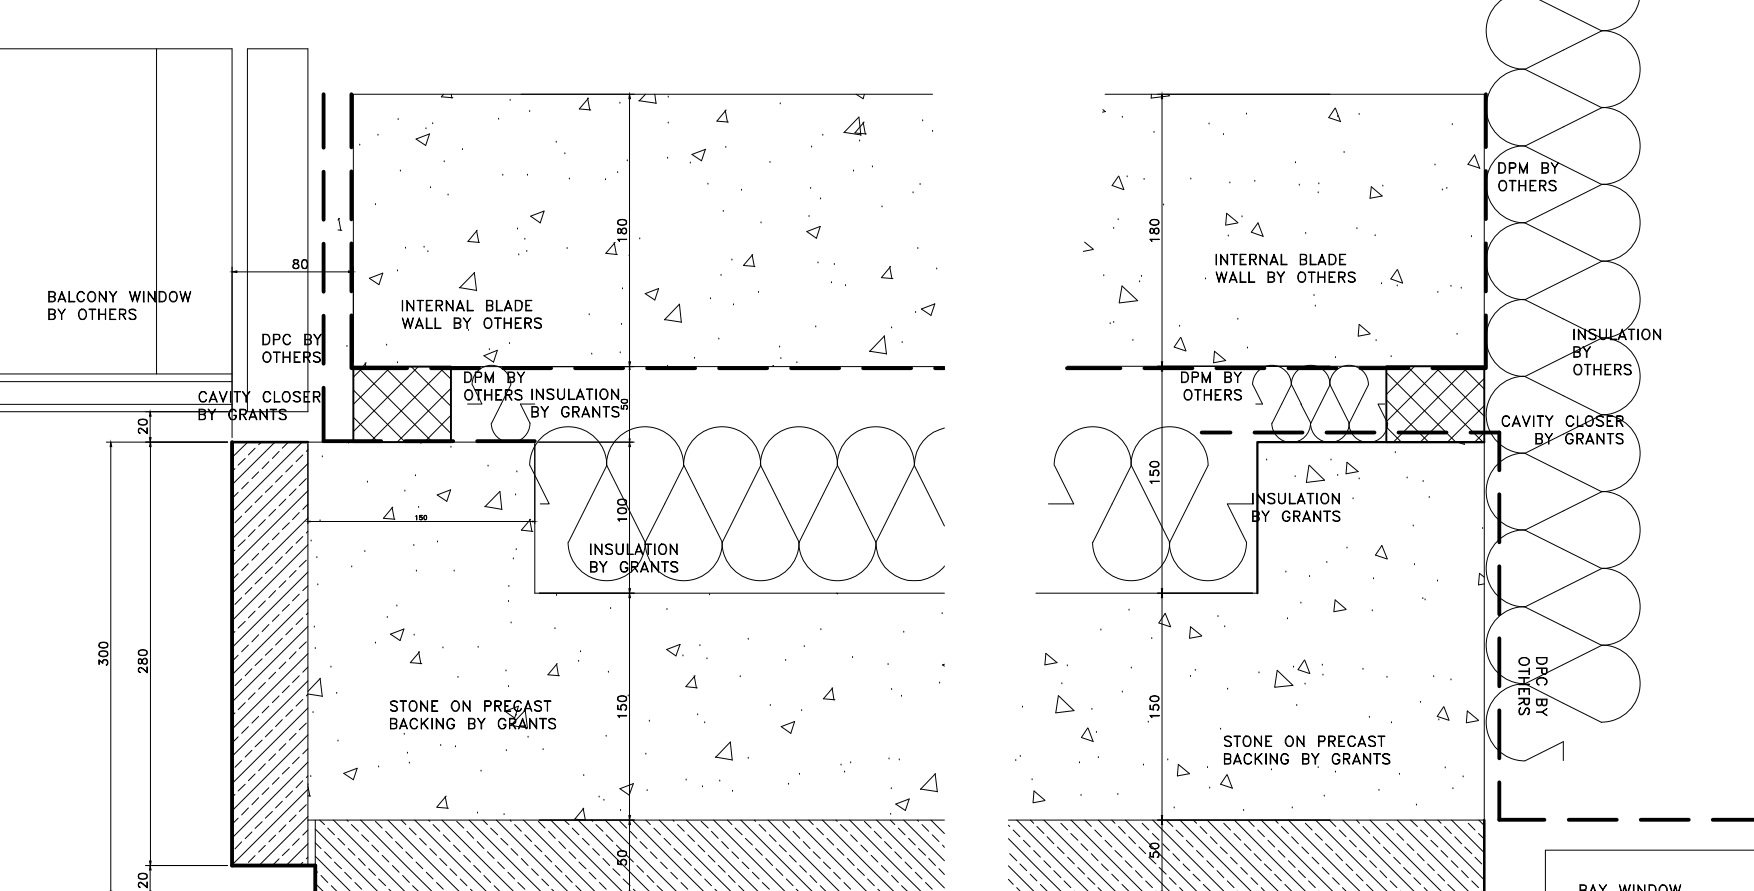 80
BALCONY WINDOW
BY OTHERS
DPC BY
OTHERS
CAVITY CLOSER
BY GRANTS
20
300
280
20
180
INTERNAL BLADE
WALL BY OTHERS
DPM BY
OTHERS
INSULATION
BY GRANTS
50
150
100
INSULATION
BY GRANTS
STONE ON PRECAST
BACKING BY GRANTS
150
50
180
INTERNAL BLADE
WALL BY OTHERS
DPM BY
OTHERS
INSULATION
BY
OTHERS
DPM BY
OTHERS
CAVITY CLOSER
BY GRANTS
150
INSULATION
BY GRANTS
DPC BY
OTHERS
150
STONE ON PRECAST
BACKING BY GRANTS
50
BAY WINDOW